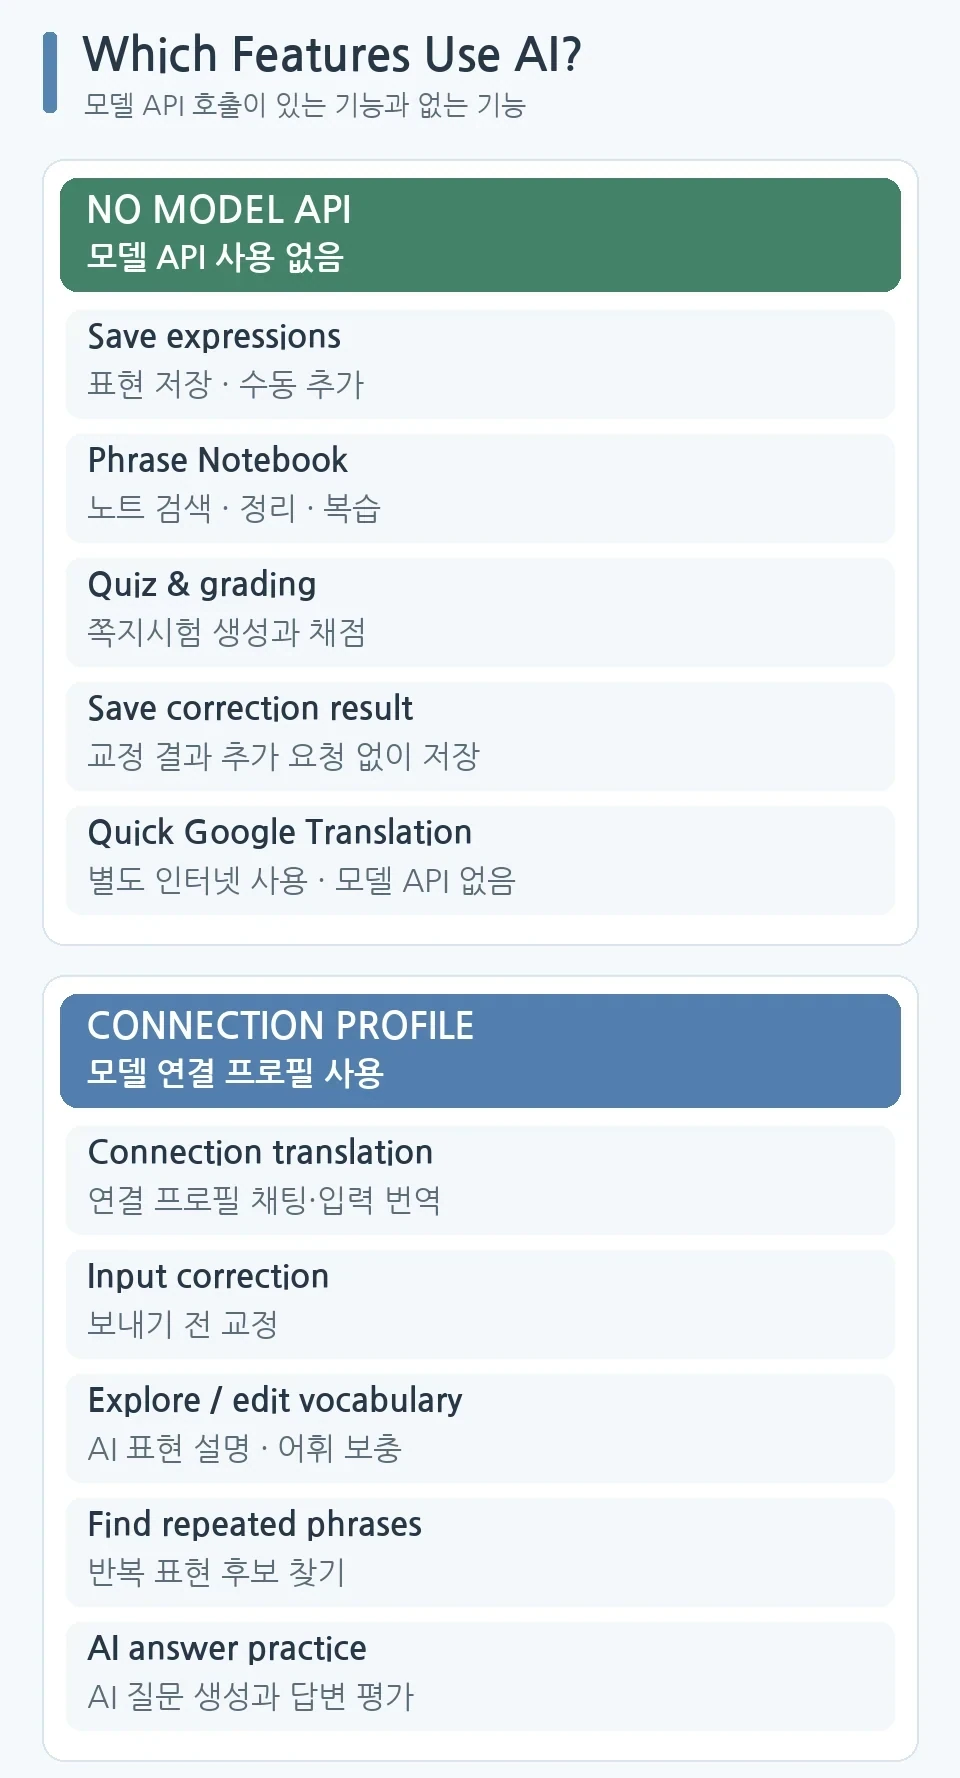 Which Features Use AI?
모델 API 호출이 있는 기능과 없는 기능
NO MODEL API
모델 API 사용 없음
Save expressions
표현 저장 · 수동 추가
Phrase Notebook
노트 검색 · 정리 · 복습
Quiz & grading
쪽지시험 생성과 채점
Save correction result
교정 결과 추가 요청 없이 저장
Quick Google Translation
별도 인터넷 사용 · 모델 API 없음
CONNECTION PROFILE
모델 연결 프로필 사용
Connection translation
연결 프로필 채팅·입력 번역
Input correction
보내기 전 교정
Explore / edit vocabulary
AI 표현 설명 · 어휘 보충
Find repeated phrases
반복 표현 후보 찾기
AI answer practice
AI 질문 생성과 답변 평가